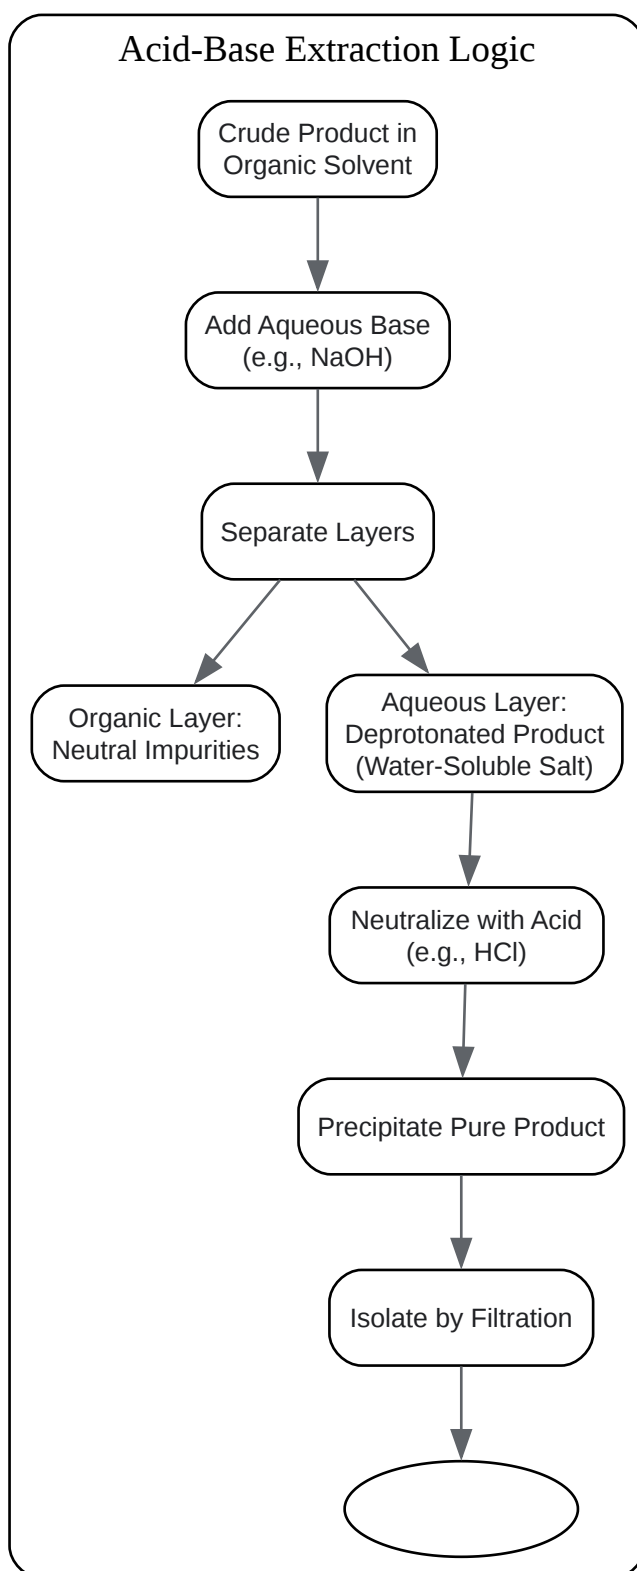 Acid-Base Extraction Logic
Crude Product in
Organic Solvent
Add Aqueous Base
(e.g., NaOH)
Separate Layers
Organic Layer:
Neutral Impurities
Aqueous Layer:
Deprotonated Product
(Water-Soluble Salt)
Neutralize with Acid
(e.g., HCl)
Precipitate Pure Product
Isolate by Filtration